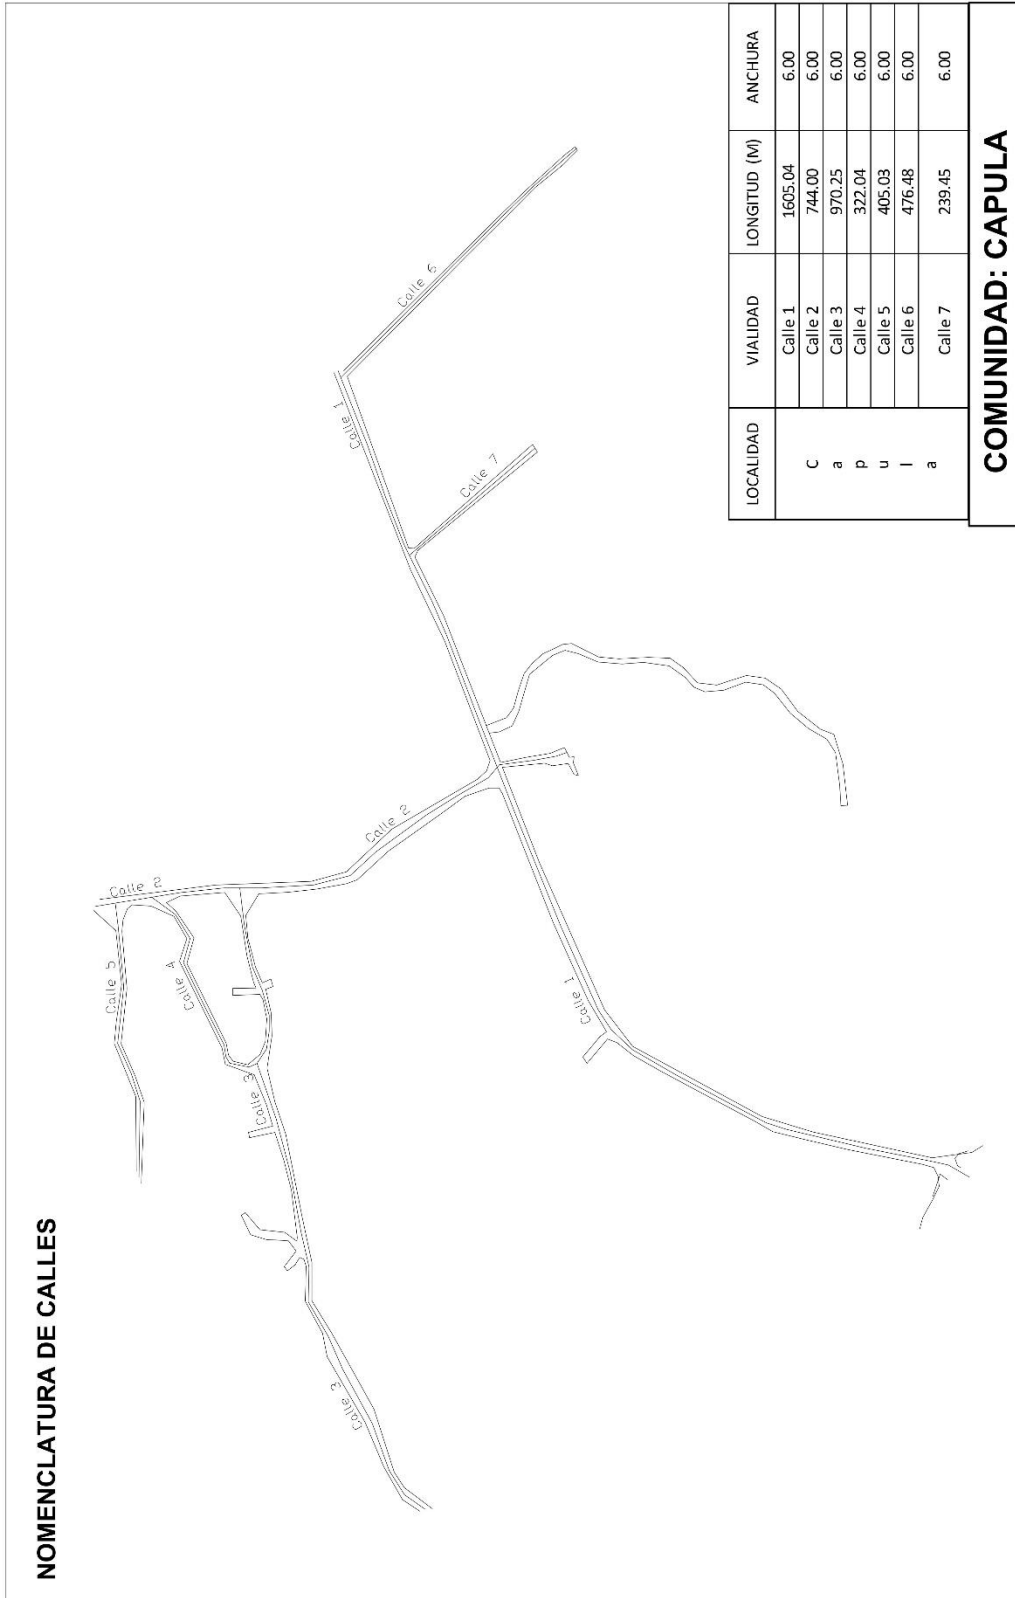 NOMENCLATURA DE CALLES
Calle 5
Calle 2
Calle 4
Calle 3
Calle 3
Calle 2
Calle 1
Calle 1
Calle 6
Calle 7
LOCALIDAD VIALIDAD LONGITUD (M) ANCHURA
Calle 1 1605.04 6.00
C Calle 2 744.00 6.00
a Calle 3 970.25 6.00
p Calle 4 322.04 6.00
u Calle 5 405.03 6.00
l Calle 6 476.48 6.00
a Calle 7 239.45 6.00
COMUNIDAD: CAPULA